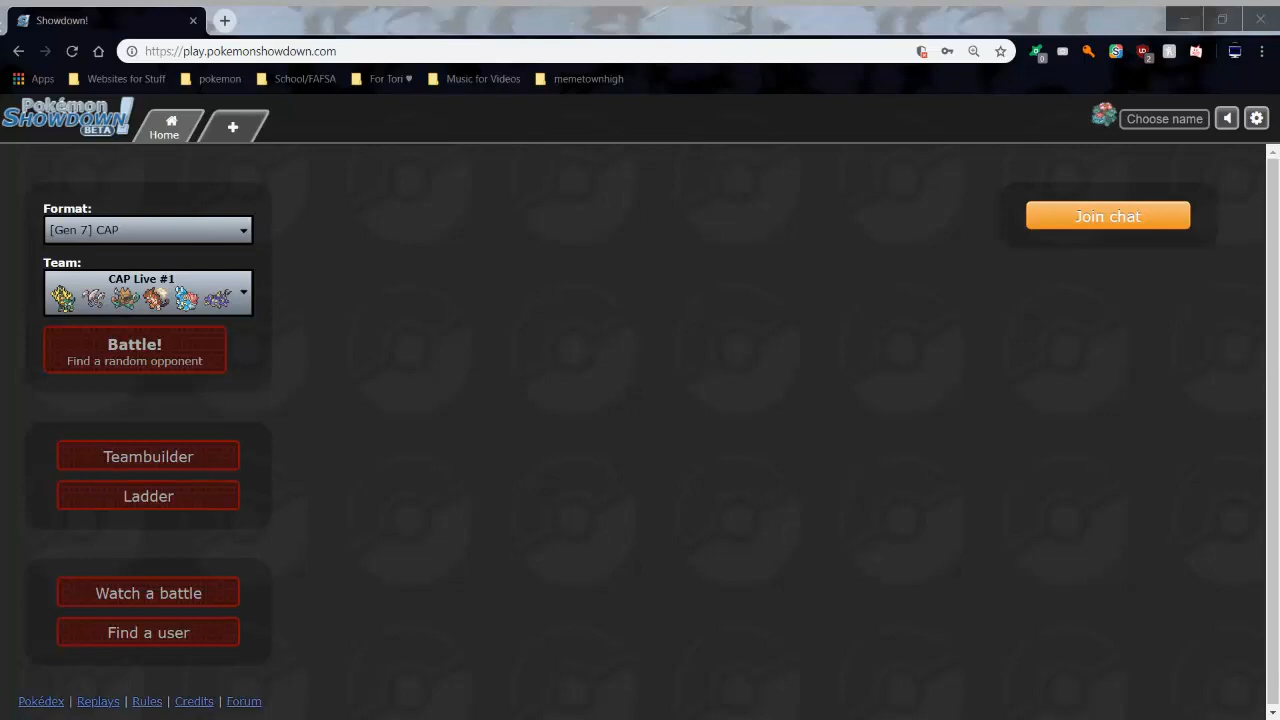 Showdown!
https://play.pokemonshowdown.com
Apps Websites for Stuff pokemon School/FAFSA For Tori ♥ Music for Videos memetownhigh
0 2
Pokémon
SHOWDOWN!
BETA
Home
Choose name
Format:
[Gen 7] CAP
Join chat
Team:
CAP Live #1
Battle!
Find a random opponent
Teambuilder
Ladder
Watch a battle
Find a user
Pokédex | Replays | Rules | Credits | Forum